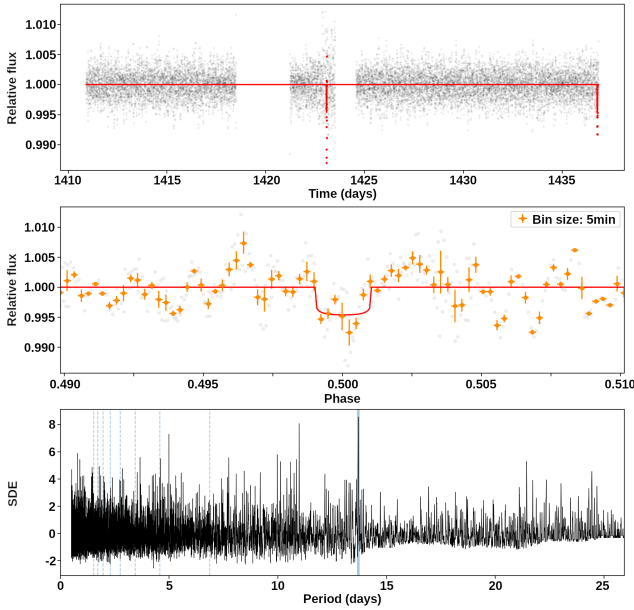 1.010
1.005
1.000
0.995
0.990
Relative flux
1410 1415 1420 1425 1430 1435
Time (days)
Bin size: 5min
1.010
1.005
1.000
0.995
0.990
Relative flux
0.490 0.495 0.500 0.505 0.510
Phase
8
6
4
2
0
−2
SDE
0 5 10 15 20 25
Period (days)